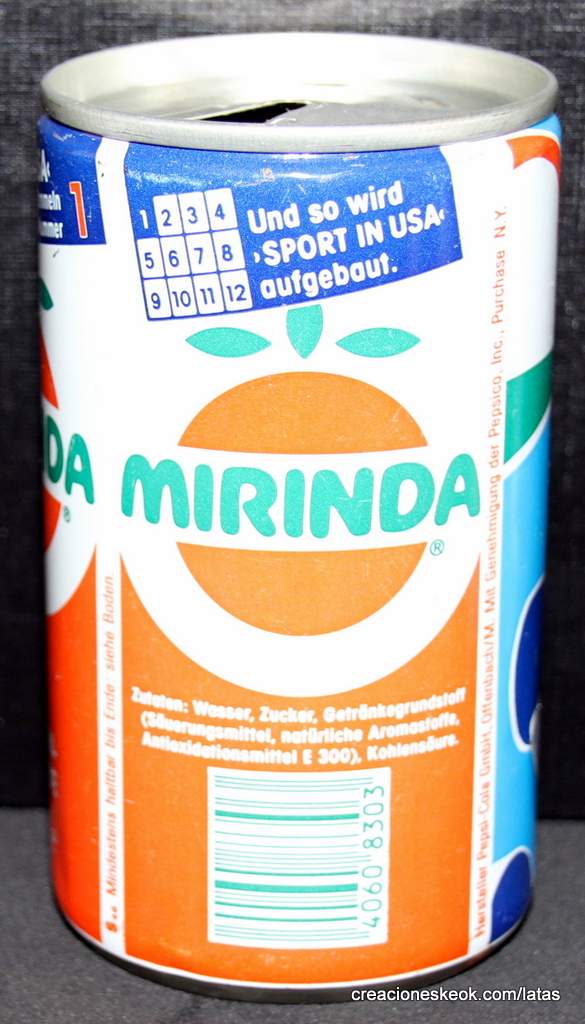 1 2 3 4
5 6 7 8
9 10 11 12
Und so wird
›SPORT IN USA‹
aufgebaut.
1
MIRINDA
®
DA
®
Zutaten: Wasser, Zucker, Getränkegrundstoff
(Säuerungsmittel, natürliche Aromastoffe,
Antioxidationsmittel E 300), Kohlensäure.
4060 8303
Mindestens haltbar bis Ende: siehe Boden.
Hersteller Pepsi-Cola GmbH, Offenbach/M. Mit Genehmigung der Pepsico, Inc., Purchase N.Y.
creacioneskeok.com/latas